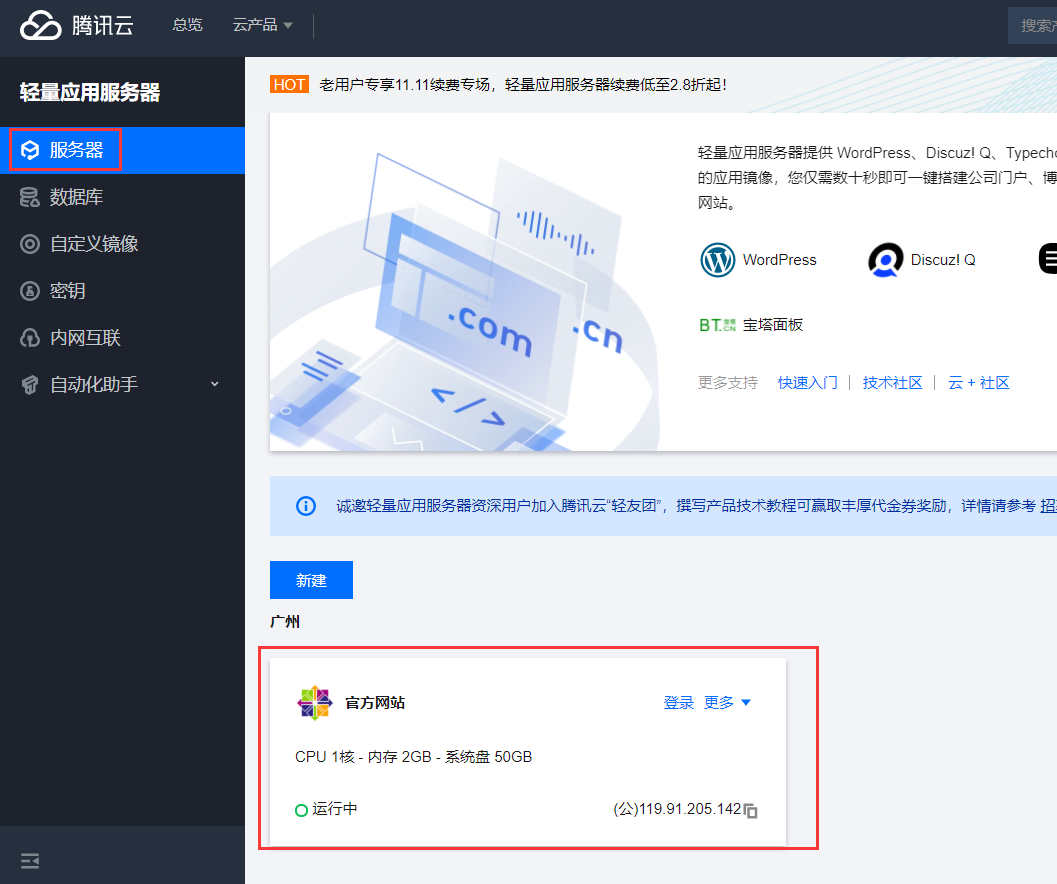 腾讯云 总览 云产品 搜索产
轻量应用服务器
服务器
数据库
自定义镜像
密钥
内网互联
自动化助手
HOT 老用户专享11.11续费专场，轻量应用服务器续费低至2.8折起！
.com
.cn
</>
轻量应用服务器提供 WordPress、Discuz! Q、Typecho
的应用镜像，您仅需数十秒即可一键搭建公司门户、博
网站。
WordPress Discuz! Q
BT.宝塔CN 宝塔面板
更多支持 快速入门 | 技术社区 | 云 + 社区
诚邀轻量应用服务器资深用户加入腾讯云“轻友团”，撰写产品技术教程可赢取丰厚代金券奖励，详情请参考 招募
新建
广州
官方网站 登录 更多
CPU 1核 - 内存 2GB - 系统盘 50GB
运行中 (公)119.91.205.142